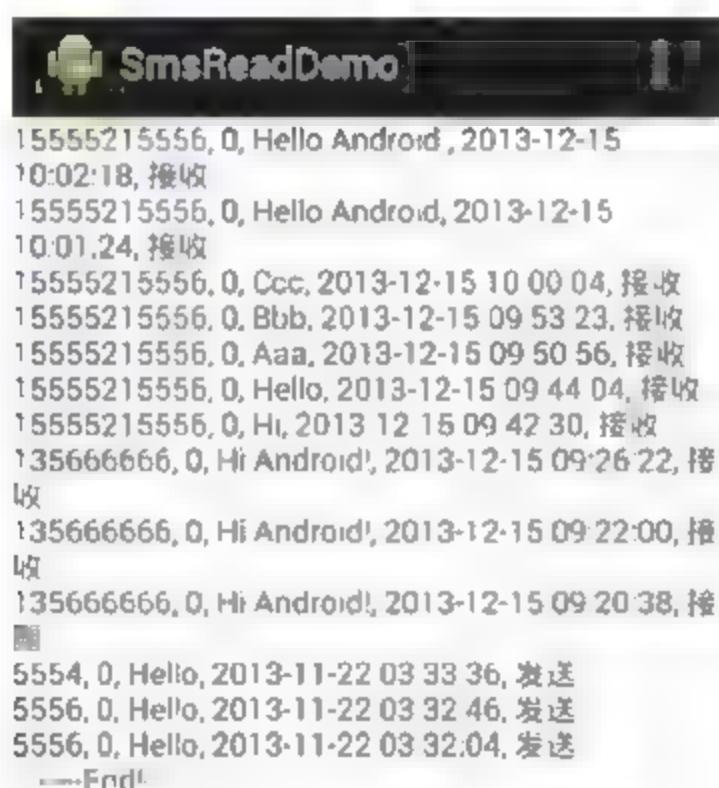 SmsReadDemo
15555215556, 0, Hello Android , 2013-12-15
10:02:18, 接收
15555215556, 0, Hello Android, 2013-12-15
10:01:24, 接收
15555215556, 0, Ccc, 2013-12-15 10:00:04, 接收
15555215556, 0, Bbb, 2013-12-15 09:53:23, 接收
15555215556, 0, Aaa, 2013-12-15 09:50:56, 接收
15555215556, 0, Hello, 2013-12-15 09:44:04, 接收
15555215556, 0, Hi, 2013-12-15 09:42:30, 接收
135666666, 0, Hi Android!, 2013-12-15 09:26:22, 接
收
135666666, 0, Hi Android!, 2013-12-15 09:22:00, 接
收
135666666, 0, Hi Android!, 2013-12-15 09:20:38, 接
5554, 0, Hello, 2013-11-22 03:33:36, 发送
5556, 0, Hello, 2013-11-22 03:32:46, 发送
5556, 0, Hello, 2013-11-22 03:32:04, 发送
End!